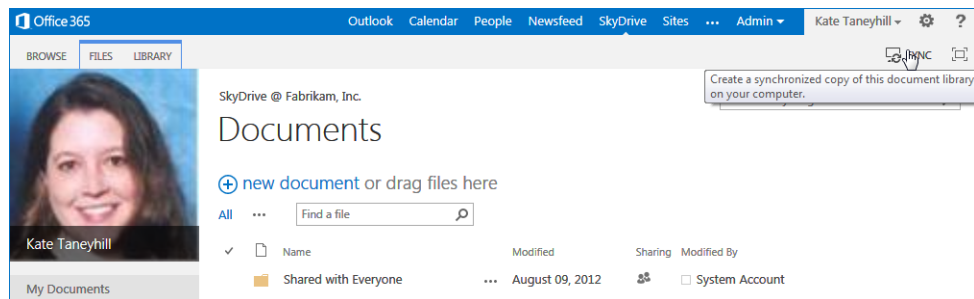 Office 365 Outlook Calendar People Newsfeed SkyDrive Sites ... Admin Kate Taneyhill ?
BROWSE FILES LIBRARY SYNC
Create a synchronized copy of this document library
on your computer.
SkyDrive @ Fabrikam, Inc.
Documents
new document or drag files here
All ... Find a file
Kate Taneyhill
Name Modified Sharing Modified By
Shared with Everyone ... August 09, 2012 System Account
My Documents